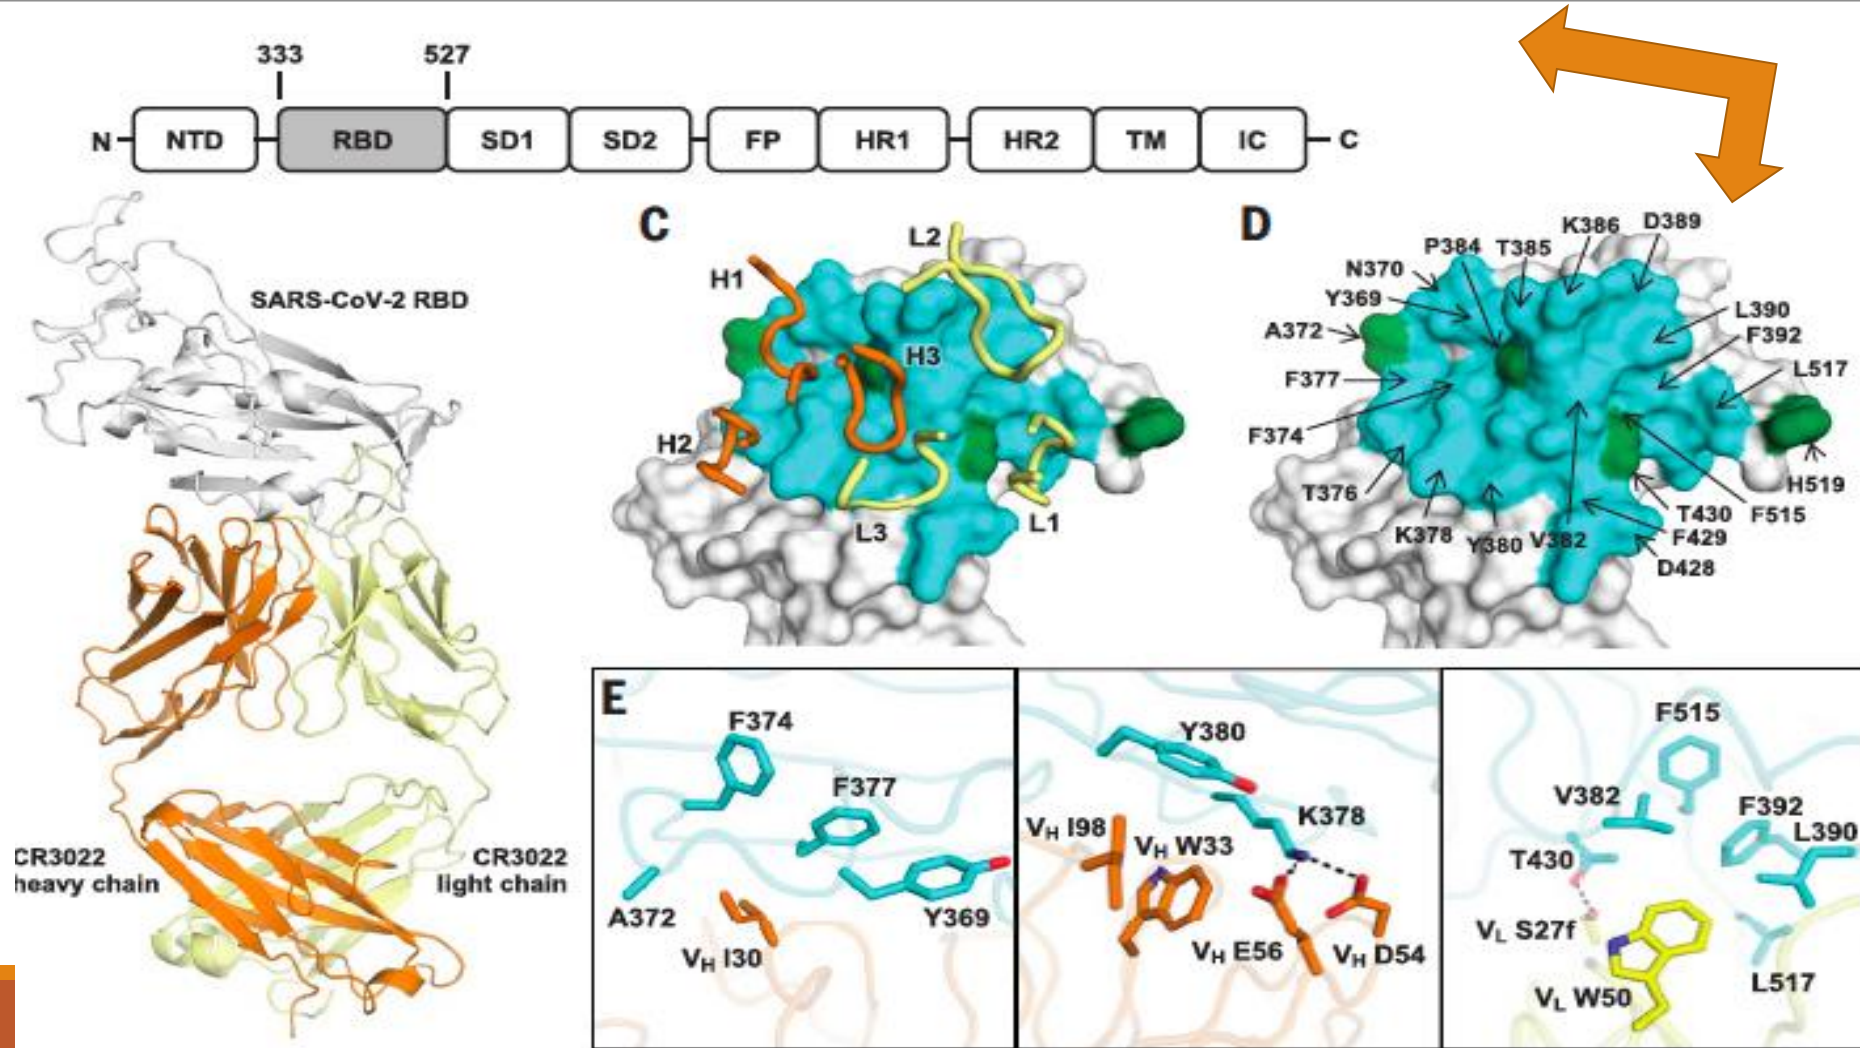 333
527
N
NTD
RBD
SD1
SD2
FP
HR1
HR2
TM
IC
C
SARS-CoV-2 RBD
CR3022
heavy chain
CR3022
light chain
C
H1
L2
H3
H2
L3
L1
D
K386
D389
P384
T385
N370
Y369
A372
L390
F392
F377
L517
F374
T376
H519
K378
Y380
V382
T430
F515
F429
D428
E
F374
F377
A372
Y369
VH I30
Y380
K378
VH I98
VH W33
VH E56
VH D54
F515
V382
F392
L390
T430
VL S27f
VL W50
L517